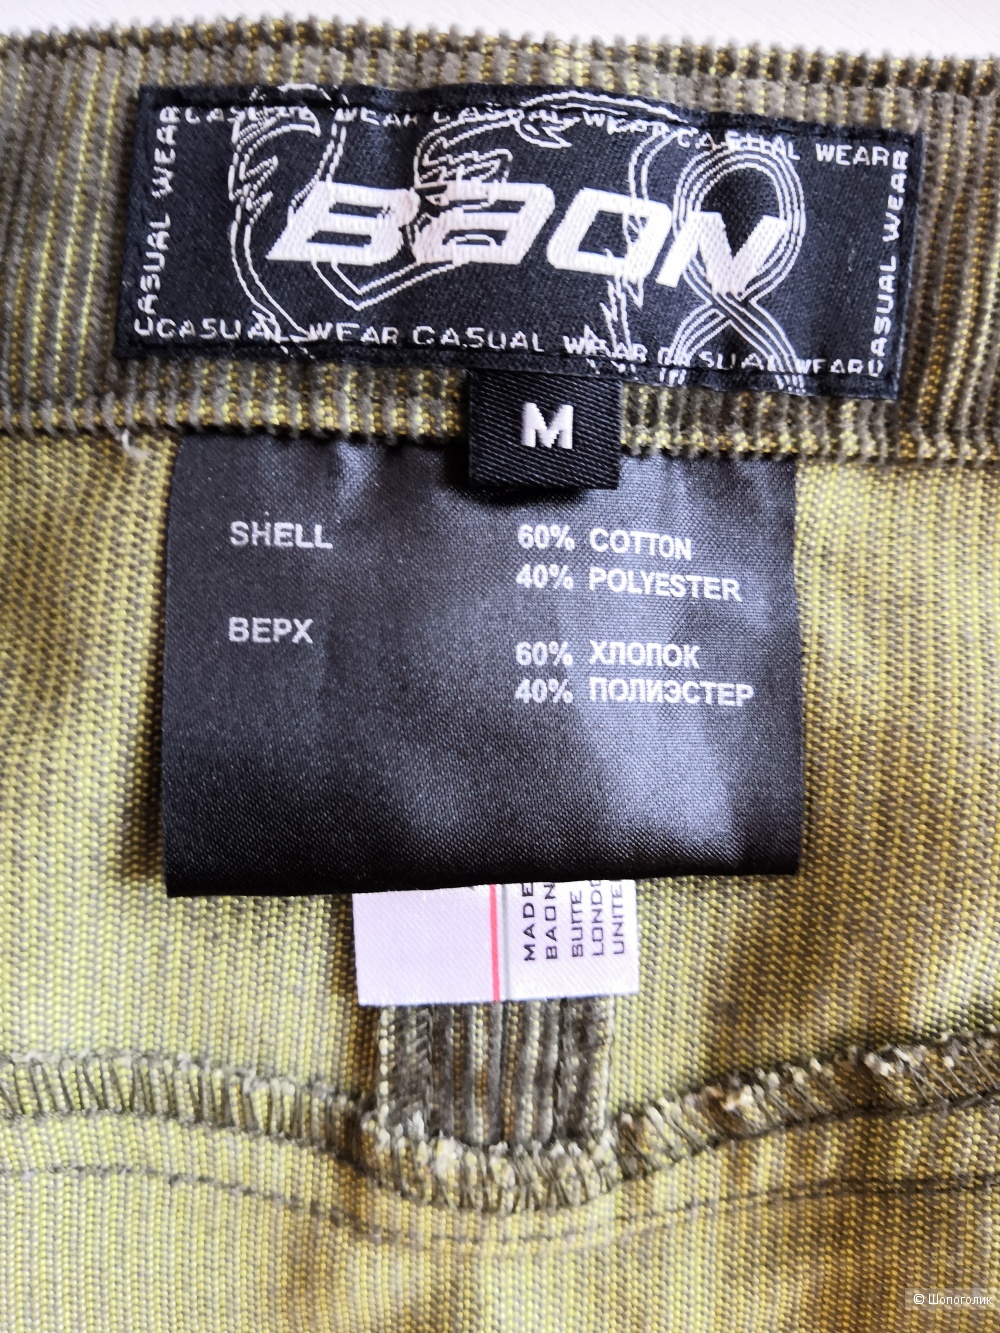 CASUAL WEAR CASUAL WEAR CASUAL WEAR
CASUAL WEAR
BaoN
CASUAL WEAR
CASUAL WEAR CASUAL WEAR CASUAL WEAR
M
SHELL 60% COTTON
40% POLYESTER
ВЕРХ
60% ХЛОПОК
40% ПОЛИЭСТЕР
MADE
BAON
SUITE
LONDO
UNITE
© Шопоголик